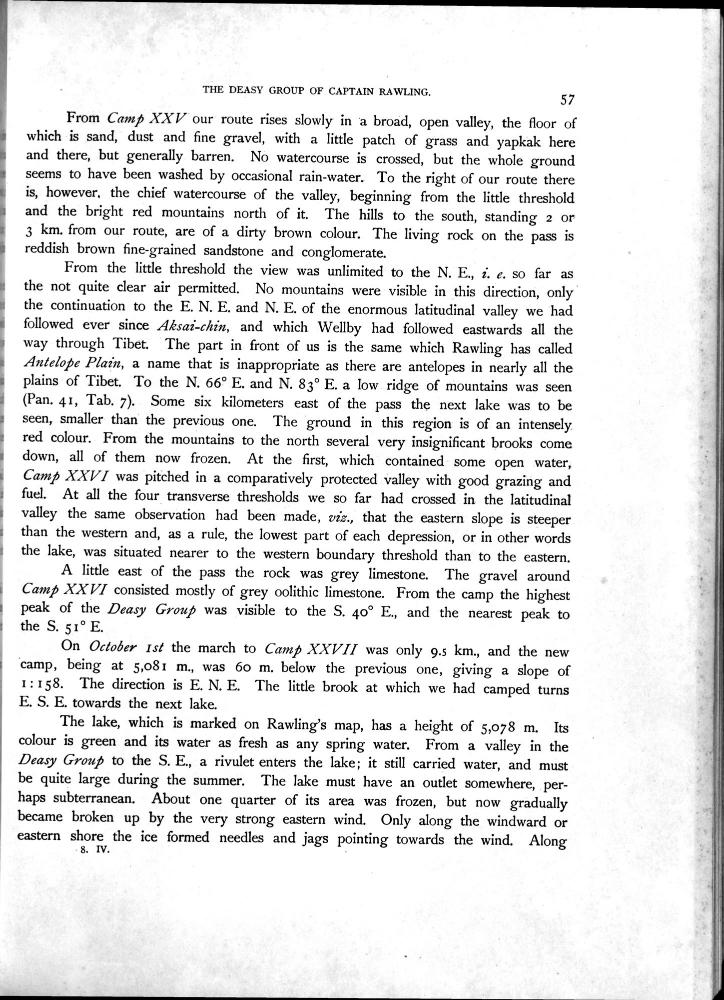 THE DEASY GROUP OF CAPTAIN RAWLING.
57
From Camp XXV our route rises slowly in a broad, open valley, the floor of
which is sand, dust and fine gravel, with a little patch of grass and yapkak here
and there, but generally barren. No watercourse is crossed, but the whole ground
seems to have been washed by occasional rain-water. To the right of our route there
is, however, the chief watercourse of the valley, beginning from the little threshold
and the bright red mountains north of it. The hills to the south, standing 2 or
3 km. from our route, are of a dirty brown colour. The living rock on the pass is
reddish brown fine-grained sandstone and conglomerate.
From the little threshold the view was unlimited to the N. E., i. e. so far as
the not quite clear air permitted. No mountains were visible in this direction, only
the continuation to the E. N. E. and N. E. of the enormous latitudinal valley we had
followed ever since Aksai-chin, and which Wellby had followed eastwards all the
way through Tibet. The part in front of us is the same which Rawling has called
Antelope Plain, a name that is inappropriate as there are antelopes in nearly all the
plains of Tibet. To the N. 66° E. and N. 83° E. a low ridge of mountains was seen
(Pan. 41, Tab. 7). Some six kilometers east of the pass the next lake was to be
seen, smaller than the previous one. The ground in this region is of an intensely
red colour. From the mountains to the north several very insignificant brooks come
down, all of them now frozen. At the first, which contained some open water,
Camp XXVI was pitched in a comparatively protected valley with good grazing and
fuel. At all the four transverse thresholds we so far had crossed in the latitudinal
valley the same observation had been made, viz., that the eastern slope is steeper
than the western and, as a rule, the lowest part of each depression, or in other words
the lake, was situated nearer to the western boundary threshold than to the eastern.
A little east of the pass the rock was grey limestone. The gravel around
Camp XXVI consisted mostly of grey oolithic limestone. From the camp the highest
peak of the Deasy Group was visible to the S. 40° E., and the nearest peak to
the S. 51° E.
On October 1st the march to Camp XXVII was only 9.5 km., and the new
camp, being at 5,081 m., was 60 m. below the previous one, giving a slope of
1 : 158. The direction is E. N. E. The little brook at which we had camped turns
E. S. E. towards the next lake.
The lake, which is marked on Rawling's map, has a height of 5,078 m. Its
colour is green and its water as fresh as any spring water. From a valley in the
Deasy Group to the S. E., a rivulet enters the lake; it still carried water, and must
be quite large during the summer. The lake must have an outlet somewhere, per-
haps subterranean. About one quarter of its area was frozen, but now gradually
became broken up by the very strong eastern wind. Only along the windward or
eastern shore the ice formed needles and jags pointing towards the wind. Along
8. IV.